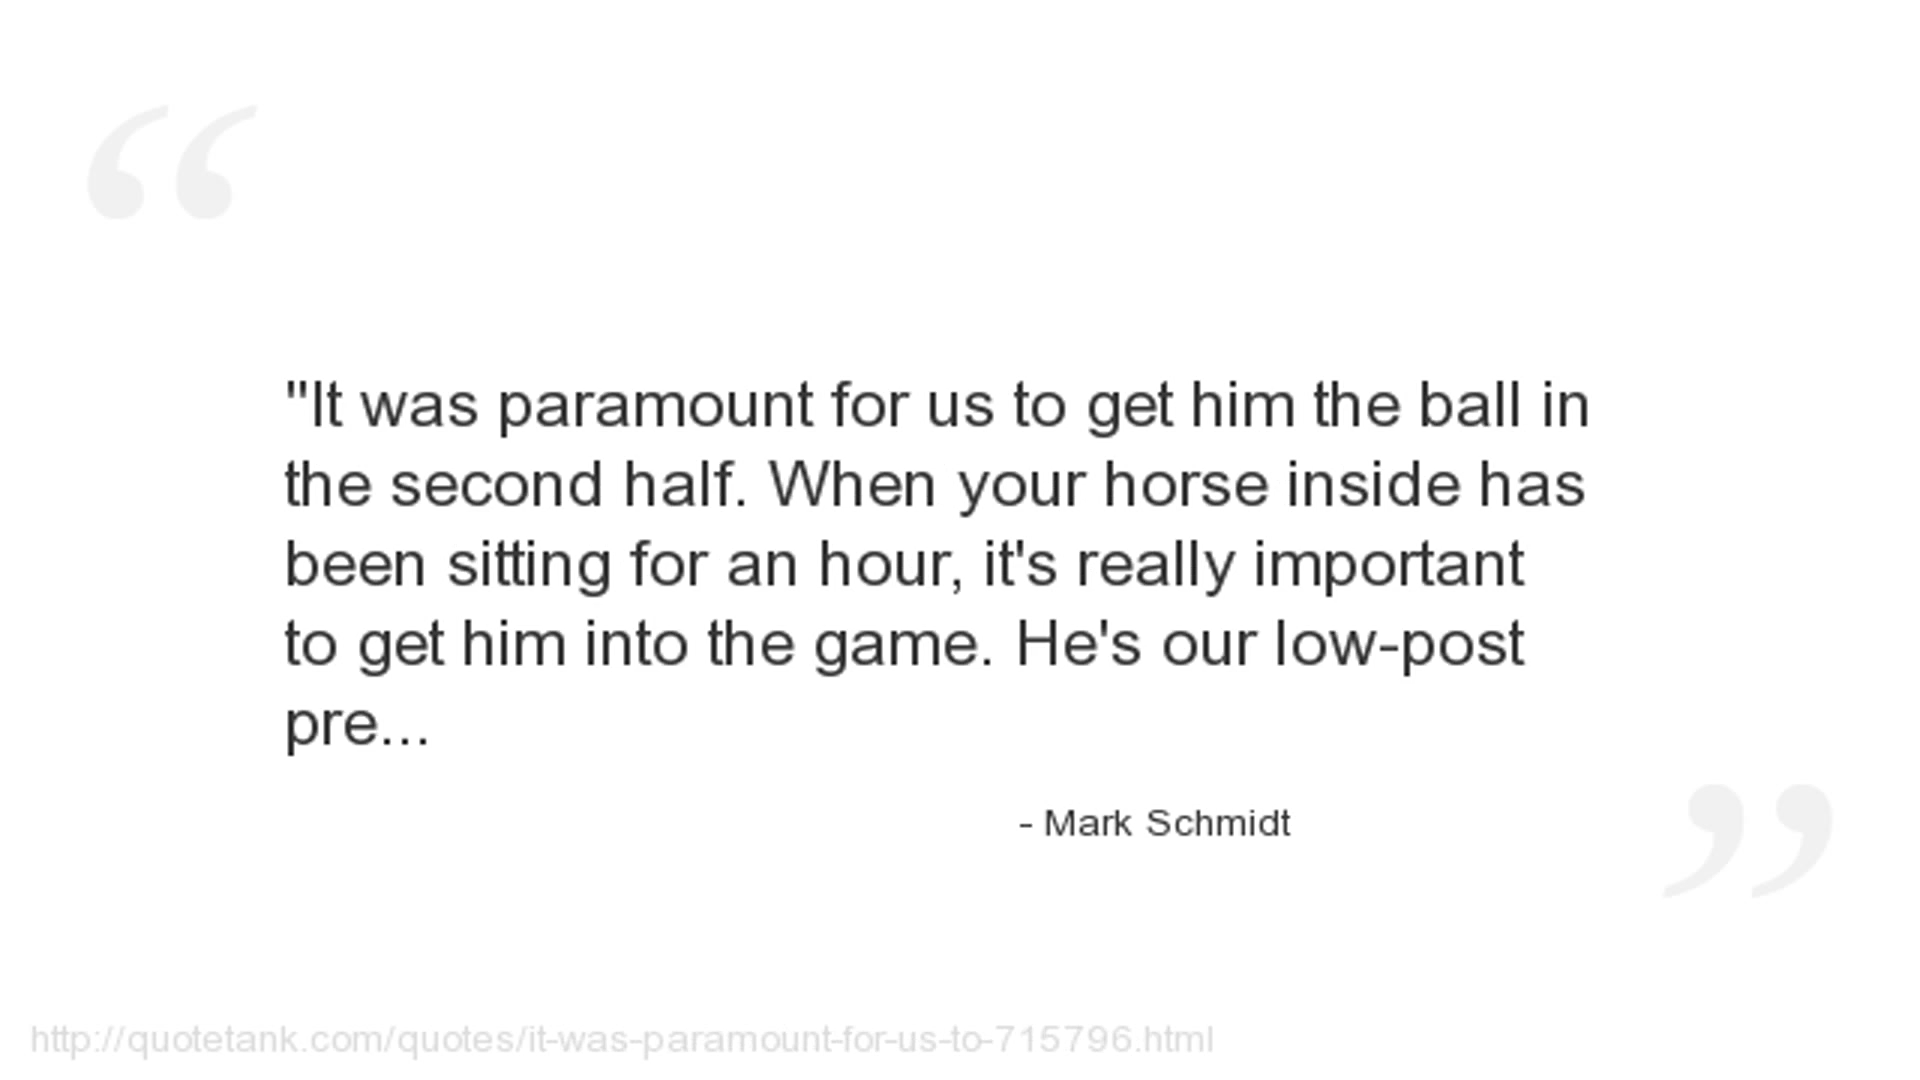 “
"It was paramount for us to get him the ball in
the second half. When your horse inside has
been sitting for an hour, it's really important
to get him into the game. He's our low-post
pre...
- Mark Schmidt
”
http://quotetank.com/quotes/it-was-paramount-for-us-to-715796.html